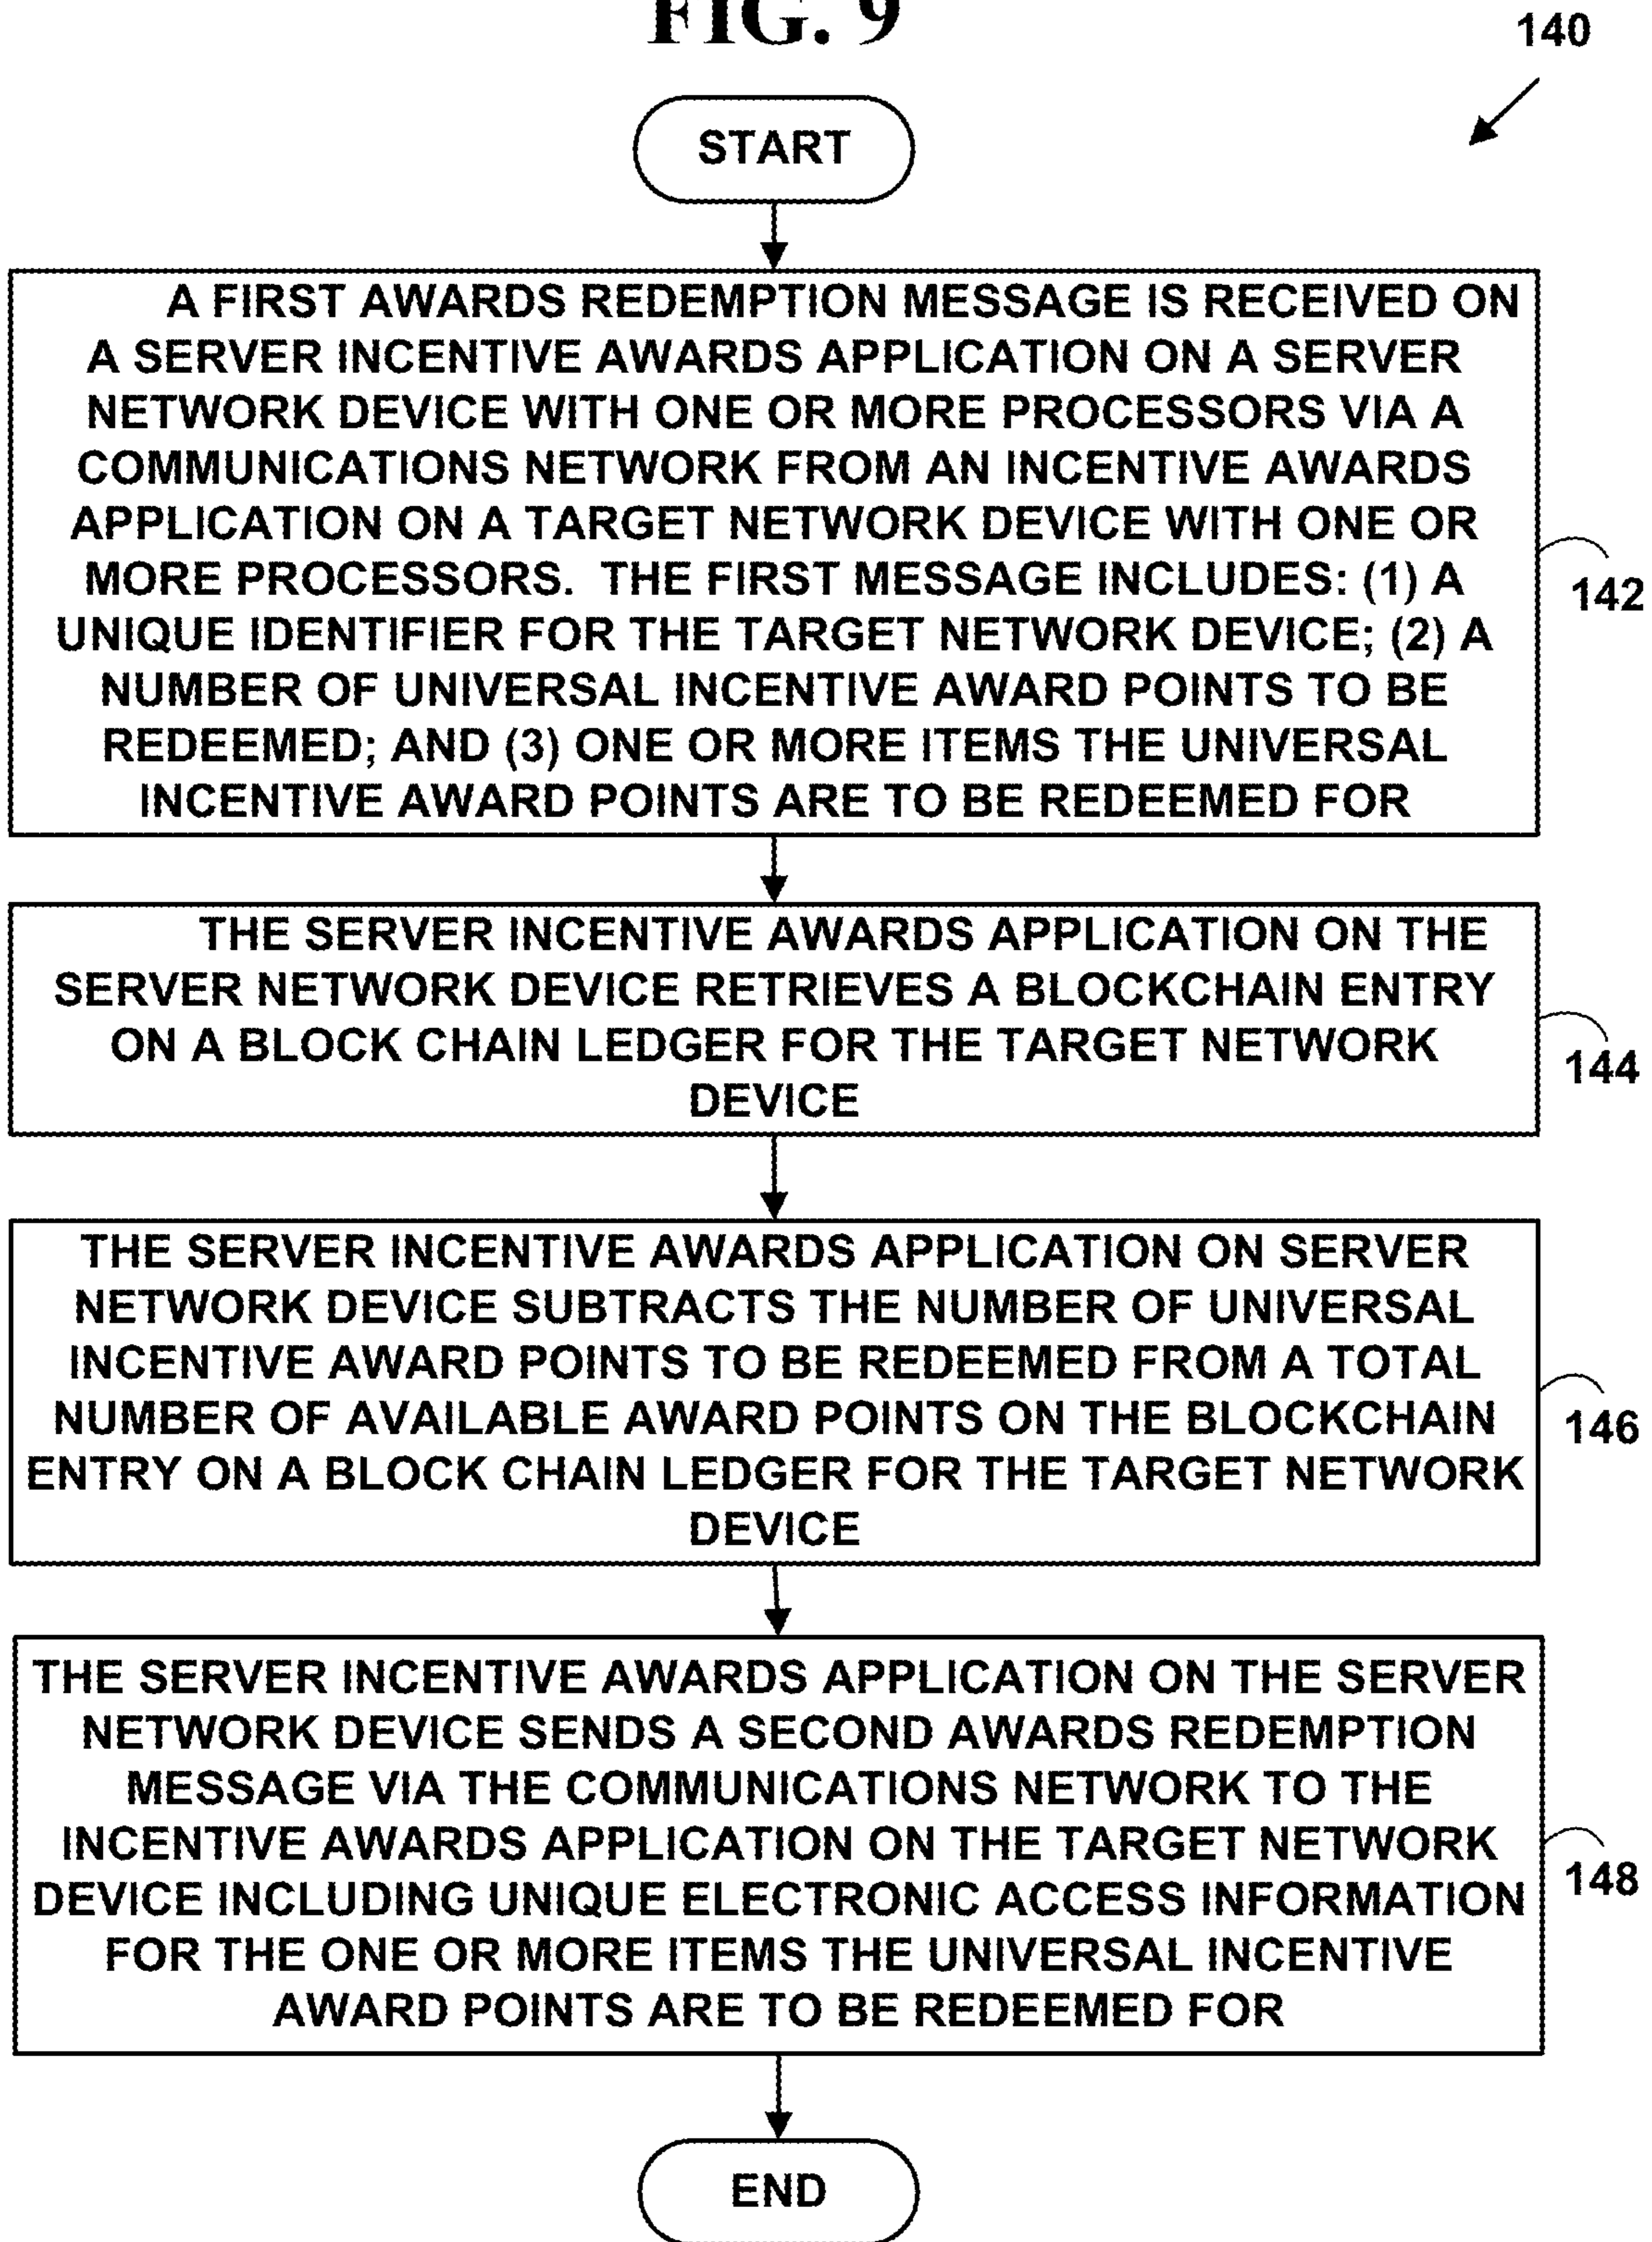 FIG. 9
140
START
A FIRST AWARDS REDEMPTION MESSAGE IS RECEIVED ON
A SERVER INCENTIVE AWARDS APPLICATION ON A SERVER
NETWORK DEVICE WITH ONE OR MORE PROCESSORS VIA A
COMMUNICATIONS NETWORK FROM AN INCENTIVE AWARDS
APPLICATION ON A TARGET NETWORK DEVICE WITH ONE OR
MORE PROCESSORS. THE FIRST MESSAGE INCLUDES: (1) A
UNIQUE IDENTIFIER FOR THE TARGET NETWORK DEVICE; (2) A
NUMBER OF UNIVERSAL INCENTIVE AWARD POINTS TO BE
REDEEMED; AND (3) ONE OR MORE ITEMS THE UNIVERSAL
INCENTIVE AWARD POINTS ARE TO BE REDEEMED FOR
142
THE SERVER INCENTIVE AWARDS APPLICATION ON THE
SERVER NETWORK DEVICE RETRIEVES A BLOCKCHAIN ENTRY
ON A BLOCK CHAIN LEDGER FOR THE TARGET NETWORK
DEVICE
144
THE SERVER INCENTIVE AWARDS APPLICATION ON SERVER
NETWORK DEVICE SUBTRACTS THE NUMBER OF UNIVERSAL
INCENTIVE AWARD POINTS TO BE REDEEMED FROM A TOTAL
NUMBER OF AVAILABLE AWARD POINTS ON THE BLOCKCHAIN
ENTRY ON A BLOCK CHAIN LEDGER FOR THE TARGET NETWORK
DEVICE
146
THE SERVER INCENTIVE AWARDS APPLICATION ON THE SERVER
NETWORK DEVICE SENDS A SECOND AWARDS REDEMPTION
MESSAGE VIA THE COMMUNICATIONS NETWORK TO THE
INCENTIVE AWARDS APPLICATION ON THE TARGET NETWORK
DEVICE INCLUDING UNIQUE ELECTRONIC ACCESS INFORMATION
FOR THE ONE OR MORE ITEMS THE UNIVERSAL INCENTIVE
AWARD POINTS ARE TO BE REDEEMED FOR
148
END